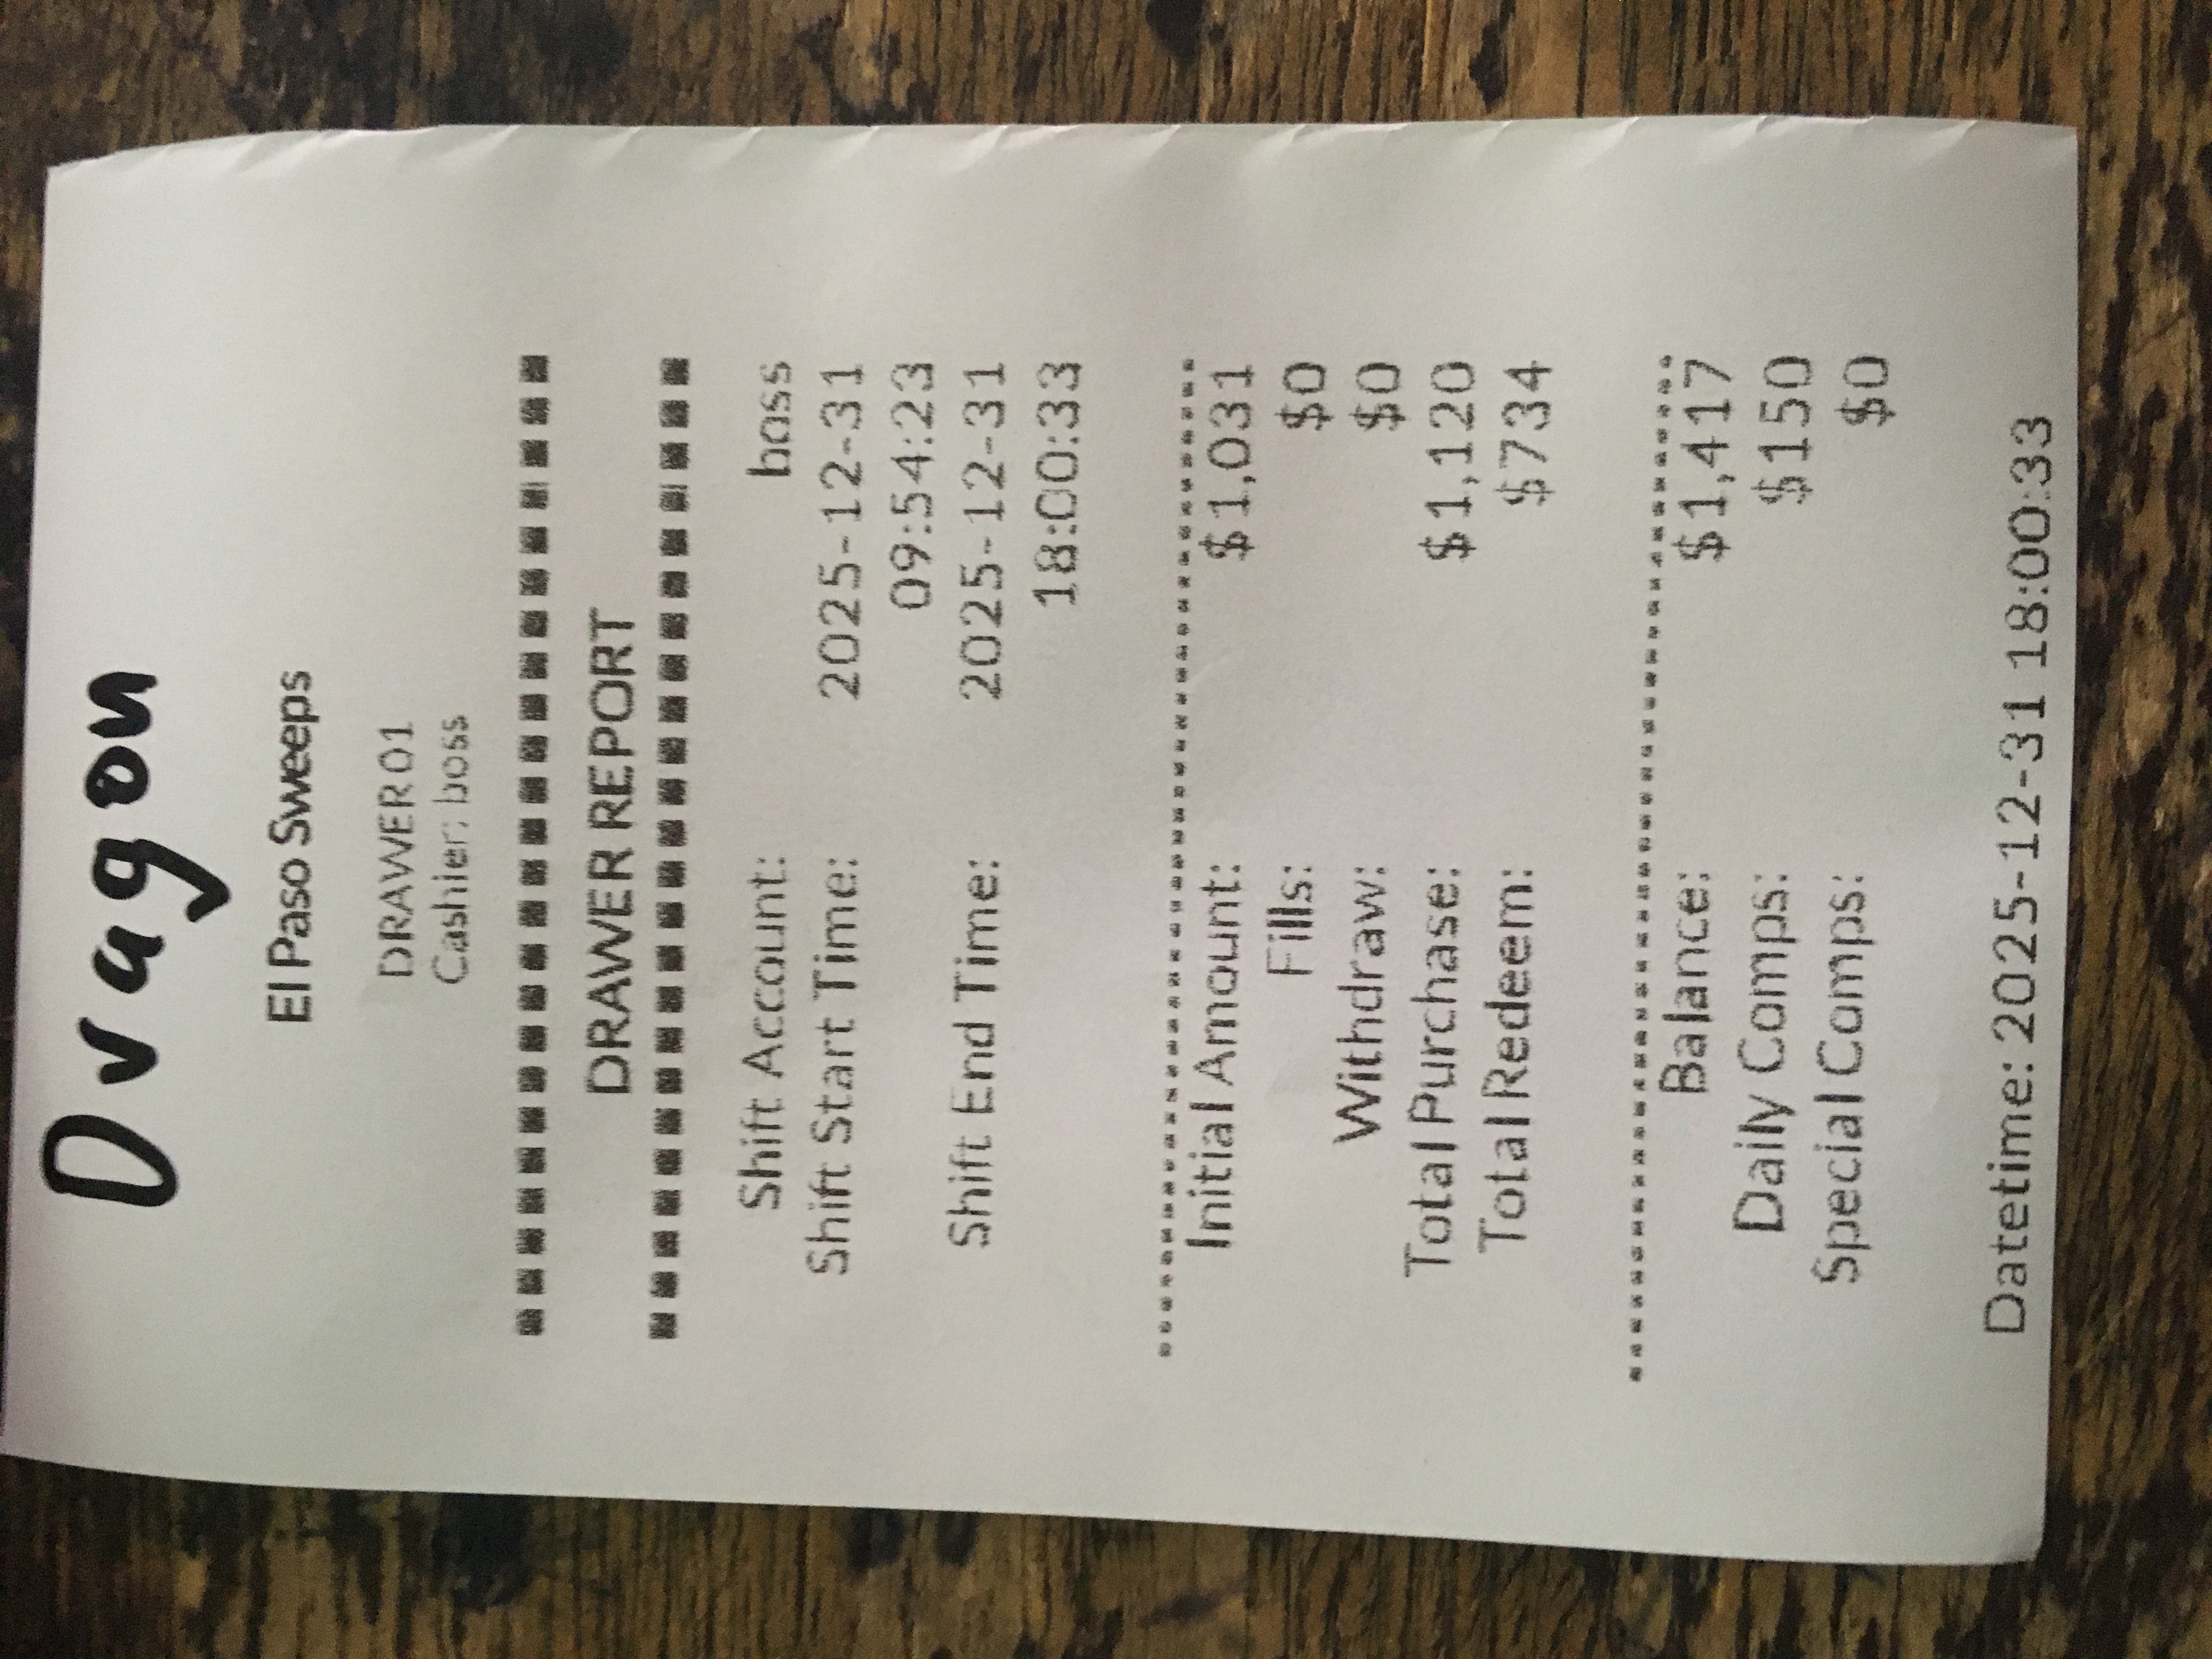 Dragon
El Paso Sweeps
DRAWER01
Cashier: boss
DRAWER REPORT
Shift Account: boss
Shift Start Time: 2025-12-31
09:54:23
Shift End Time: 2025-12-31
18:00:33
Initial Amount: $1,031
Fills: $0
Withdraw: $0
Total Purchase: $1,120
Total Redeem: $734
Balance: $1,417
Daily Comps: $150
Special Comps: $0
Datetime: 2025-12-31 18:00:33